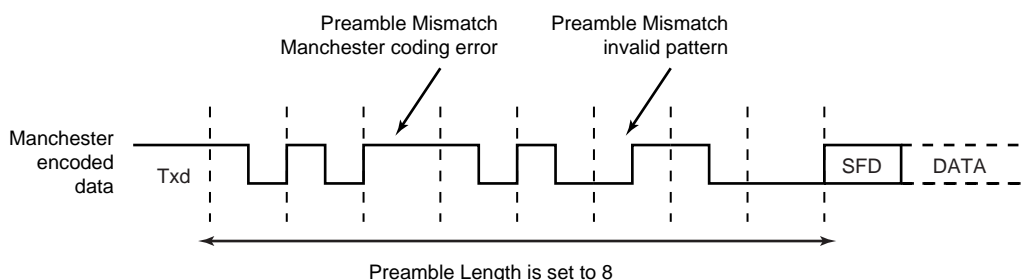 Preamble Mismatch
Manchester coding error
Preamble Mismatch
invalid pattern
Manchester
encoded
data
Txd
SFD
DATA
Preamble Length is set to 8